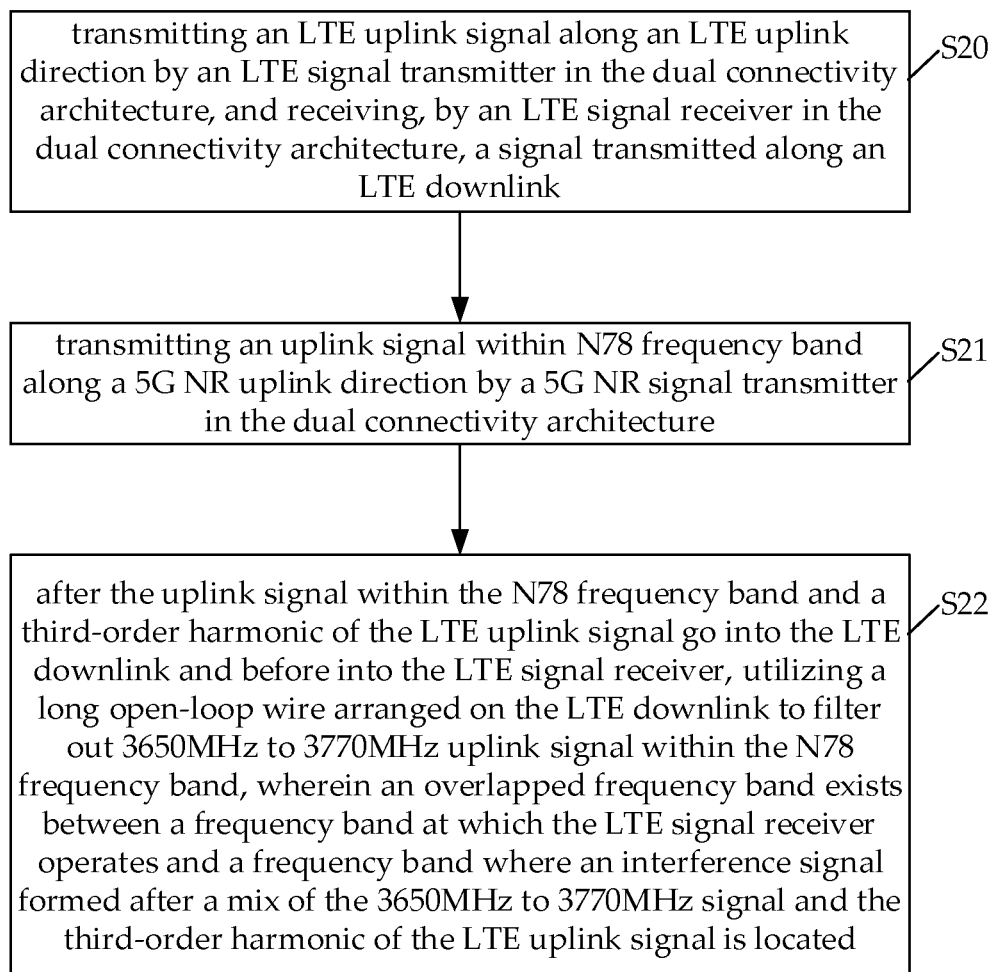 transmitting an LTE uplink signal along an LTE uplink
direction by an LTE signal transmitter in the dual connectivity
architecture, and receiving, by an LTE signal receiver in the
dual connectivity architecture, a signal transmitted along an
LTE downlink
S20
transmitting an uplink signal within N78 frequency band
along a 5G NR uplink direction by a 5G NR signal transmitter
in the dual connectivity architecture
S21
after the uplink signal within the N78 frequency band and a
third-order harmonic of the LTE uplink signal go into the LTE
downlink and before into the LTE signal receiver, utilizing a
long open-loop wire arranged on the LTE downlink to filter
out 3650MHz to 3770MHz uplink signal within the N78
frequency band, wherein an overlapped frequency band exists
between a frequency band at which the LTE signal receiver
operates and a frequency band where an interference signal
formed after a mix of the 3650MHz to 3770MHz signal and the
third-order harmonic of the LTE uplink signal is located
S22